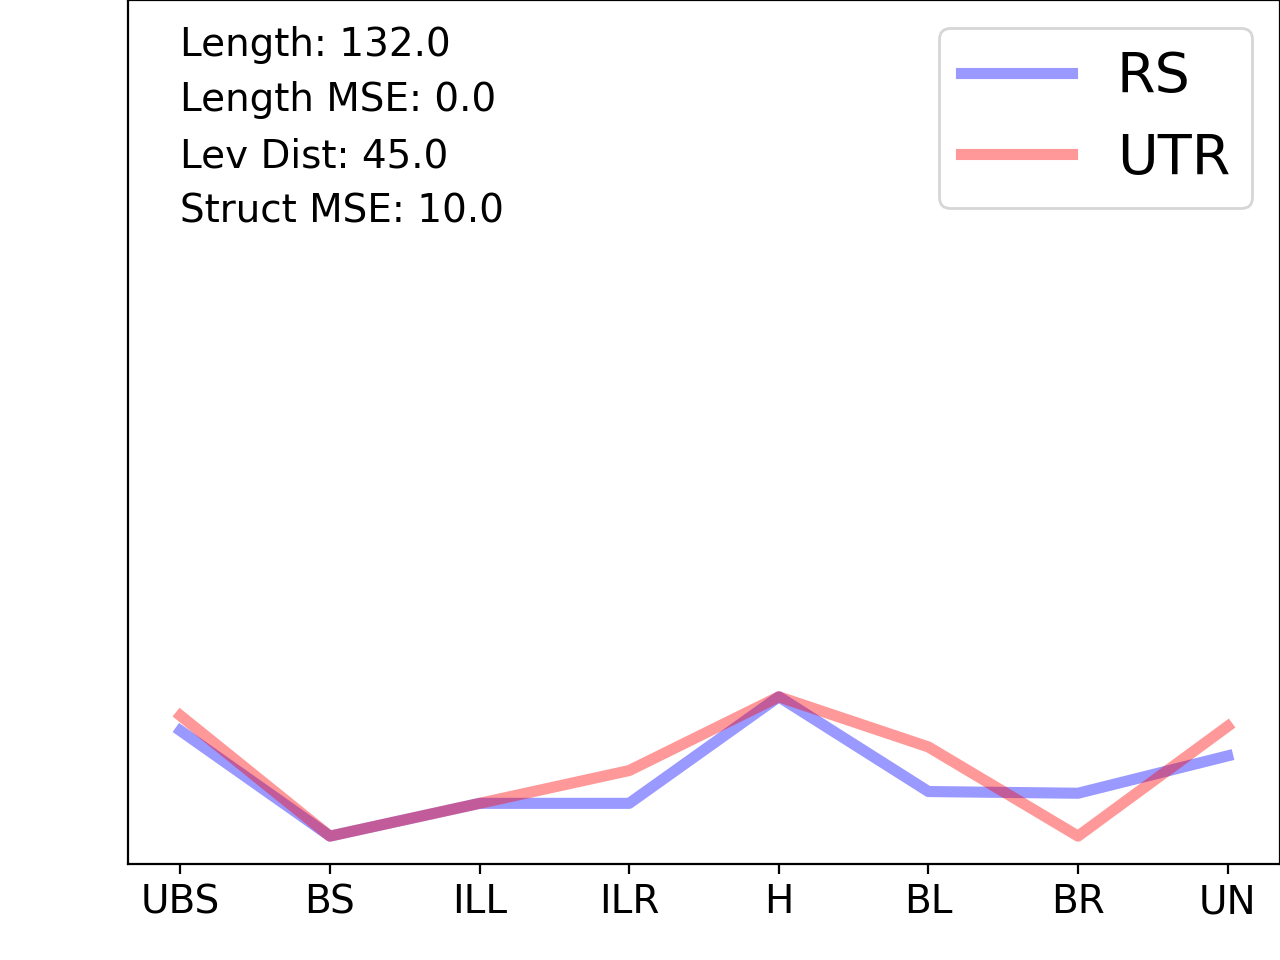 Length: 132.0
Length MSE: 0.0
Lev Dist: 45.0
Struct MSE: 10.0
RS
UTR
UBS BS ILL ILR H BL BR UN